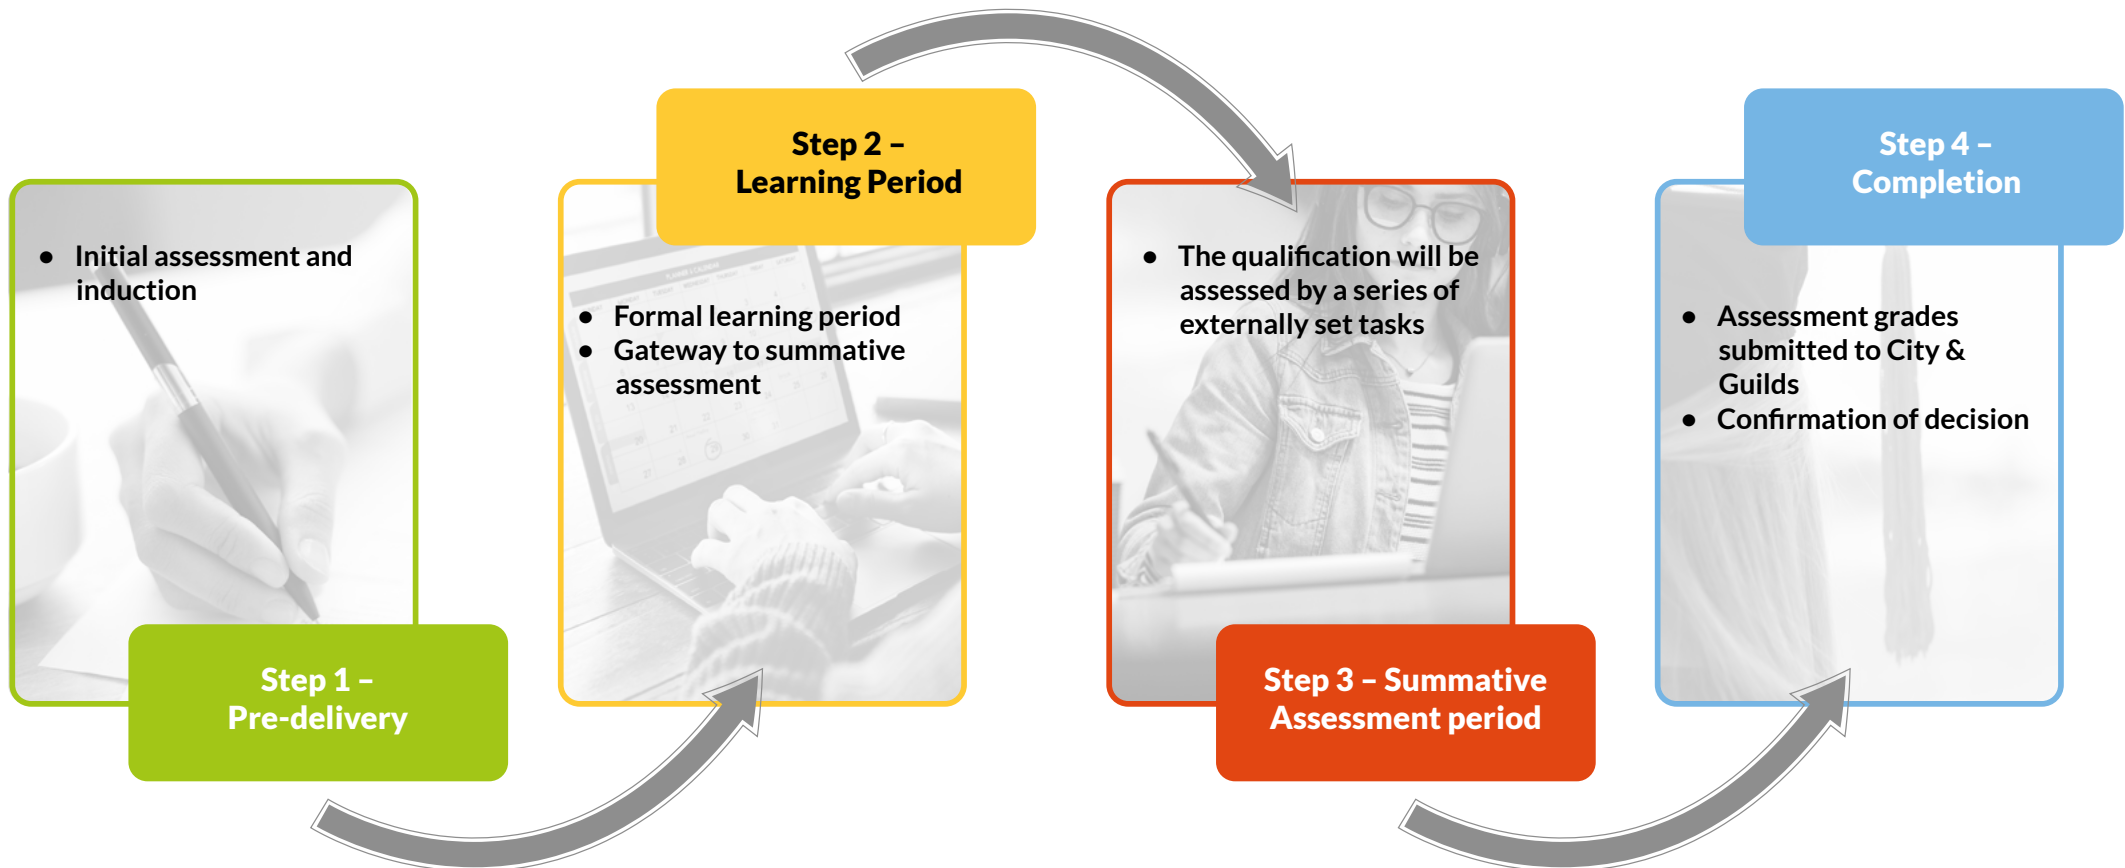 ● Initial assessment and
induction
Step 1 –
Pre-delivery
Step 2 –
Learning Period
● Formal learning period
● Gateway to summative
assessment
● The qualification will be
assessed by a series of
externally set tasks
Step 3 – Summative
Assessment period
Step 4 –
Completion
● Assessment grades
submitted to City &
Guilds
● Confirmation of decision